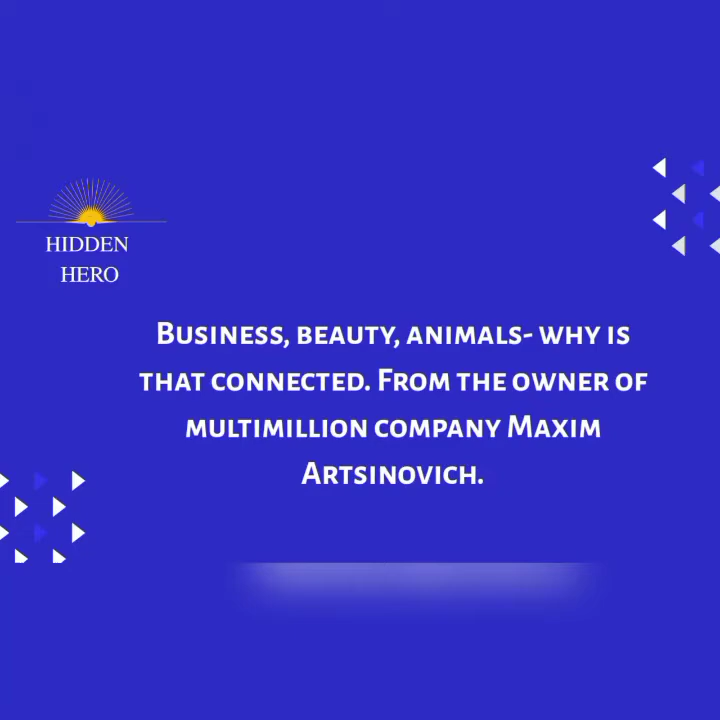 HIDDEN
HERO
Business, beauty, animals- why is
that connected. From the owner of
multimillion company Maxim
Artsinovich.